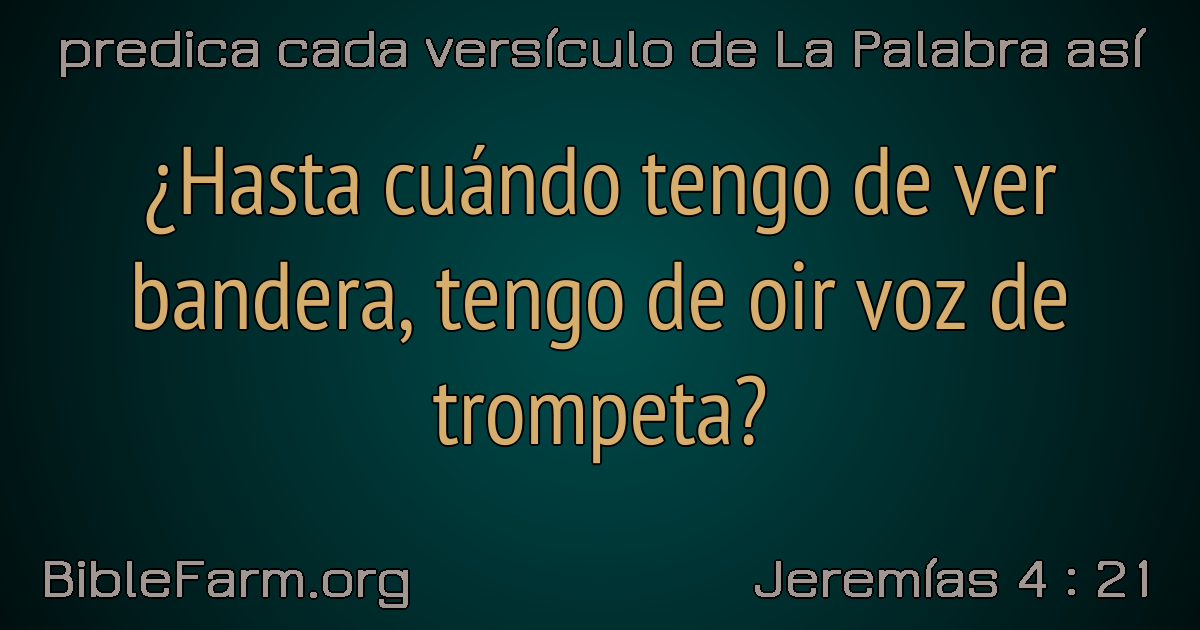 predica cada versículo de La Palabra así
¿Hasta cuándo tengo de ver
bandera, tengo de oir voz de
trompeta?
BibleFarm.org
Jeremías 4 : 21